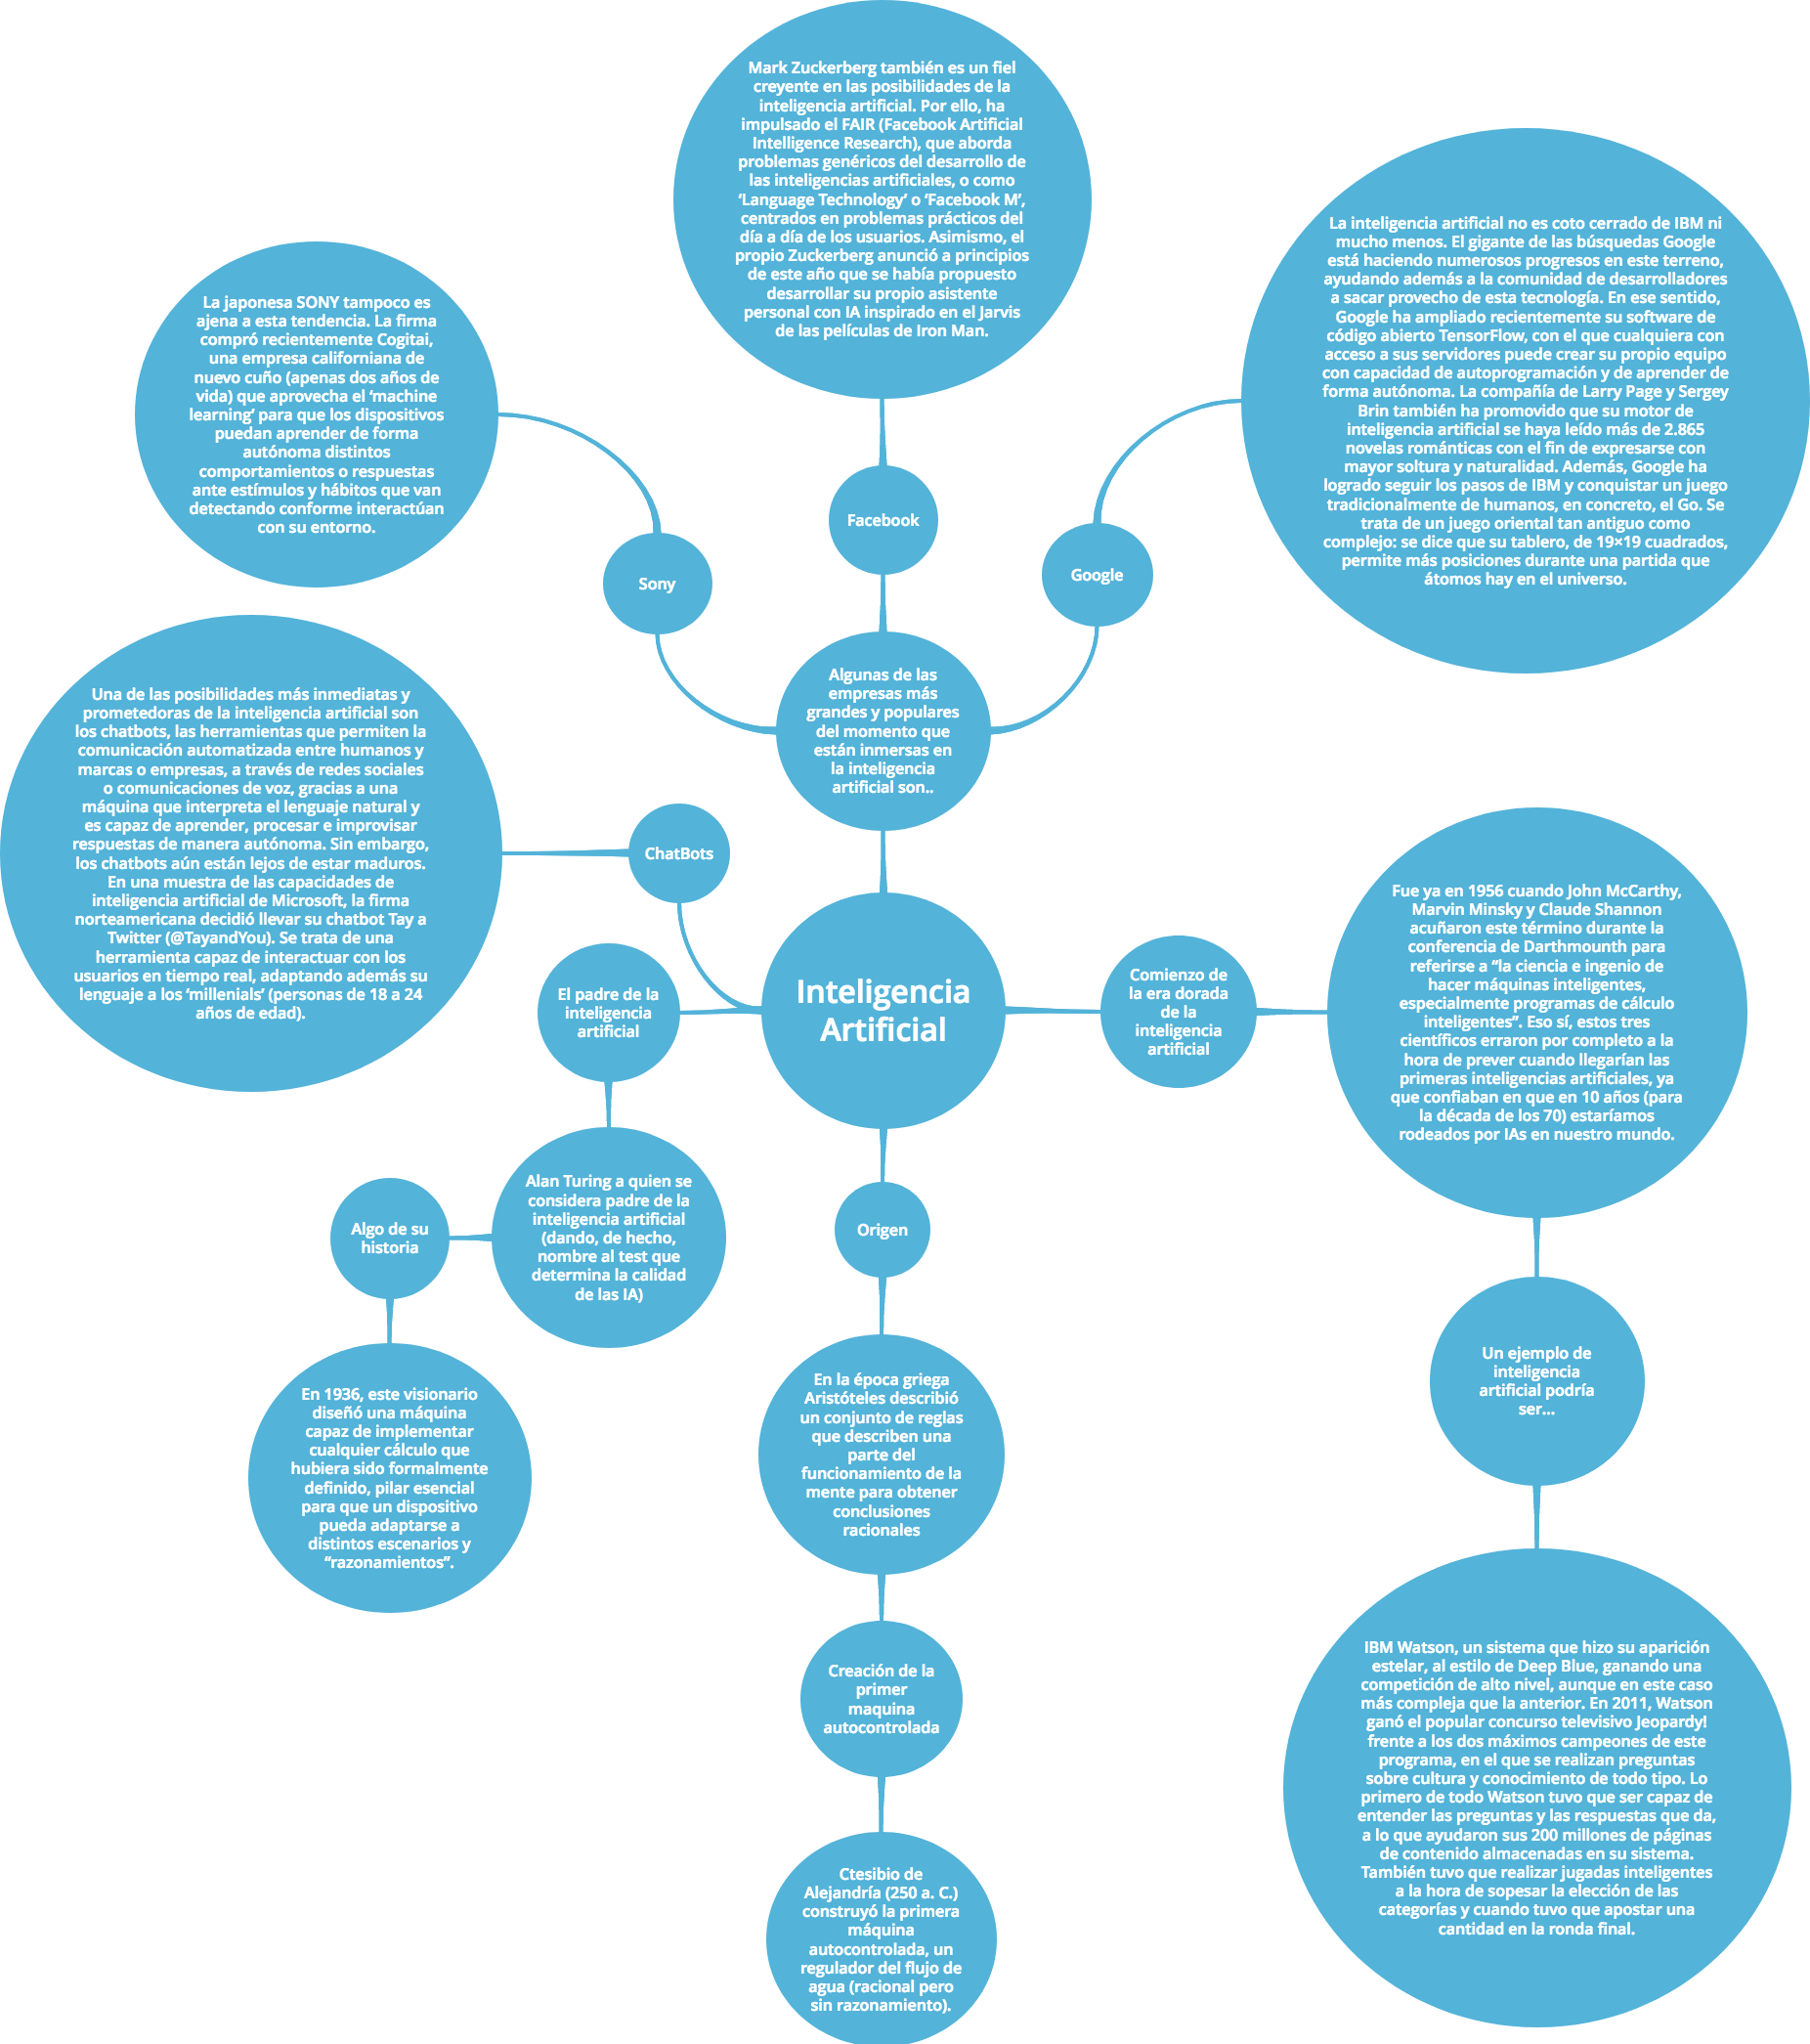 Mark Zuckerberg también es un fiel
creyente en las posibilidades de la
inteligencia artificial. Por ello, ha
impulsado el FAIR (Facebook Artificial
Intelligence Research), que aborda
problemas genéricos del desarrollo de
las inteligencias artificiales, o como
‘Language Technology’ o ‘Facebook M’,
centrados en problemas prácticos del
día a día de los usuarios. Asimismo, el
propio Zuckerberg anunció a principios
de este año que se había propuesto
desarrollar su propio asistente
personal con IA inspirado en el Jarvis
de las películas de Iron Man.
La inteligencia artificial no es coto cerrado de IBM ni
mucho menos. El gigante de las búsquedas Google
está haciendo numerosos progresos en este terreno,
ayudando además a la comunidad de desarrolladores
a sacar provecho de esta tecnología. En ese sentido,
Google ha ampliado recientemente su software de
código abierto TensorFlow, con el que cualquiera con
acceso a sus servidores puede crear su propio equipo
con capacidad de autoprogramación y de aprender de
forma autónoma. La compañía de Larry Page y Sergey
Brin también ha promovido que su motor de
inteligencia artificial se haya leído más de 2.865
novelas románticas con el fin de expresarse con
mayor soltura y naturalidad. Además, Google ha
logrado seguir los pasos de IBM y conquistar un juego
tradicionalmente de humanos, en concreto, el Go. Se
trata de un juego oriental tan antiguo como
complejo: se dice que su tablero, de 19×19 cuadrados,
permite más posiciones durante una partida que
átomos hay en el universo.
La japonesa SONY tampoco es
ajena a esta tendencia. La firma
compró recientemente Cogitai,
una empresa californiana de
nuevo cuño (apenas dos años de
vida) que aprovecha el ‘machine
learning’ para que los dispositivos
puedan aprender de forma
autónoma distintos
comportamientos o respuestas
ante estímulos y hábitos que van
detectando conforme interactúan
con su entorno.
Facebook
Google
Sony
Algunas de las
empresas más
grandes y populares
del momento que
están inmersas en
la inteligencia
artificial son..
Una de las posibilidades más inmediatas y
prometedoras de la inteligencia artificial son
los chatbots, las herramientas que permiten la
comunicación automatizada entre humanos y
marcas o empresas, a través de redes sociales
o comunicaciones de voz, gracias a una
máquina que interpreta el lenguaje natural y
es capaz de aprender, procesar e improvisar
respuestas de manera autónoma. Sin embargo,
los chatbots aún están lejos de estar maduros.
En una muestra de las capacidades de
inteligencia artificial de Microsoft, la firma
norteamericana decidió llevar su chatbot Tay a
Twitter (@TayandYou). Se trata de una
herramienta capaz de interactuar con los
usuarios en tiempo real, adaptando además su
lenguaje a los ‘millenials’ (personas de 18 a 24
años de edad).
ChatBots
Inteligencia
Artificial
El padre de la
inteligencia
artificial
Comienzo de
la era dorada
de la
inteligencia
artificial
Fue ya en 1956 cuando John McCarthy,
Marvin Minsky y Claude Shannon
acuñaron este término durante la
conferencia de Darthmounth para
referirse a “la ciencia e ingenio de
hacer máquinas inteligentes,
especialmente programas de cálculo
inteligentes”. Eso sí, estos tres
científicos erraron por completo a la
hora de prever cuando llegarían las
primeras inteligencias artificiales, ya
que confiaban en que en 10 años (para
la década de los 70) estaríamos
rodeados por IAs en nuestro mundo.
Alan Turing a quien se
considera padre de la
inteligencia artificial
(dando, de hecho,
nombre al test que
determina la calidad
de las IA)
Algo de su
historia
Origen
En 1936, este visionario
diseñó una máquina
capaz de implementar
cualquier cálculo que
hubiera sido formalmente
definido, pilar esencial
para que un dispositivo
pueda adaptarse a
distintos escenarios y
“razonamientos”.
En la época griega
Aristóteles describió
un conjunto de reglas
que describen una
parte del
funcionamiento de la
mente para obtener
conclusiones
racionales
Un ejemplo de
inteligencia
artificial podría
ser...
Creación de la
primer
maquina
autocontrolada
IBM Watson, un sistema que hizo su aparición
estelar, al estilo de Deep Blue, ganando una
competición de alto nivel, aunque en este caso
más compleja que la anterior. En 2011, Watson
ganó el popular concurso televisivo Jeopardy!
frente a los dos máximos campeones de este
programa, en el que se realizan preguntas
sobre cultura y conocimiento de todo tipo. Lo
primero de todo Watson tuvo que ser capaz de
entender las preguntas y las respuestas que da,
a lo que ayudaron sus 200 millones de páginas
de contenido almacenadas en su sistema.
También tuvo que realizar jugadas inteligentes
a la hora de sopesar la elección de las
categorías y cuando tuvo que apostar una
cantidad en la ronda final.
Ctesibio de
Alejandría (250 a. C.)
construyó la primera
máquina
autocontrolada, un
regulador del flujo de
agua (racional pero
sin razonamiento).